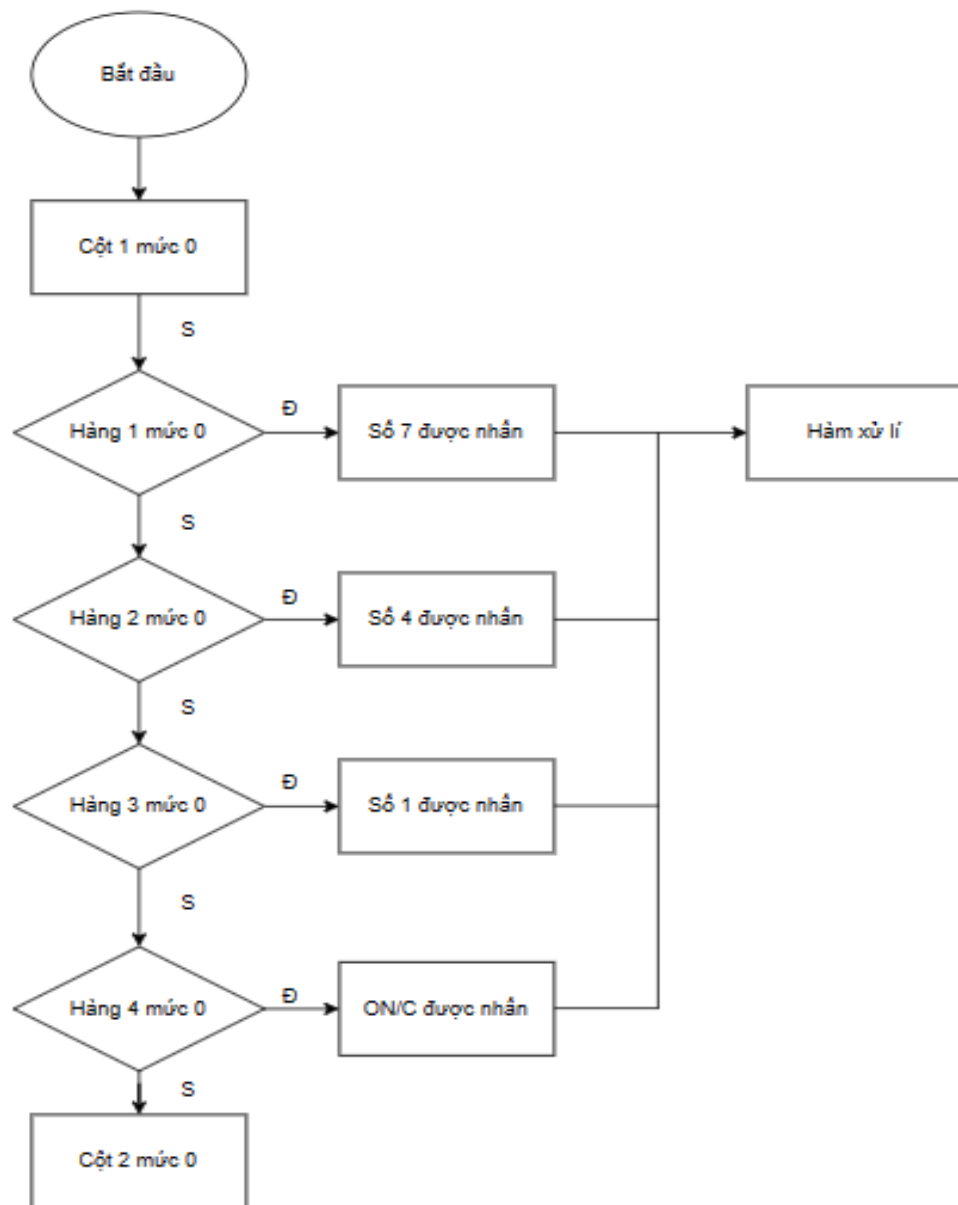 Bắt đầu
Cột 1 mức 0
S
Hàng 1 mức 0
Đ
Số 7 được nhấn
Hàm xử lí
S
Hàng 2 mức 0
Đ
Số 4 được nhấn
S
Hàng 3 mức 0
Đ
Số 1 được nhấn
S
Hàng 4 mức 0
Đ
ON/C được nhấn
S
Cột 2 mức 0